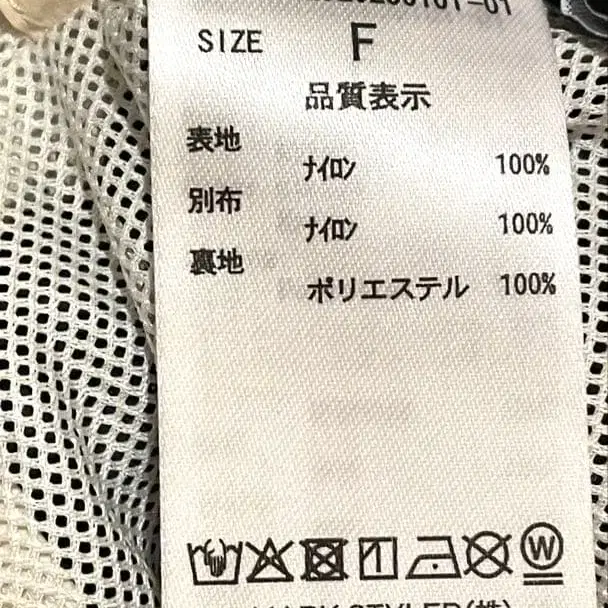 SIZE F
品質表示
表地
ナイロン 100%
別布
ナイロン 100%
裏地
ポリエステル 100%
W